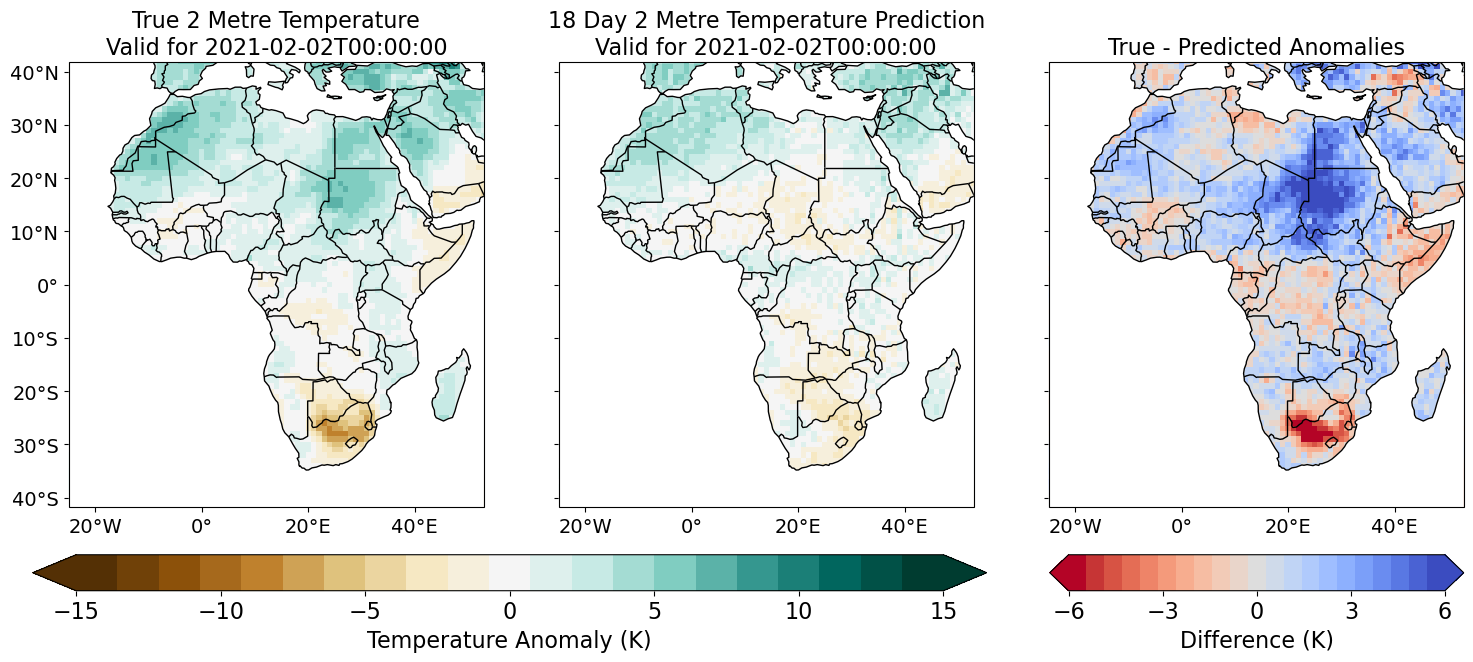 True 2 Metre Temperature
Valid for 2021-02-02T00:00:00
18 Day 2 Metre Temperature Prediction
Valid for 2021-02-02T00:00:00
True - Predicted Anomalies
40°N
30°N
20°N
10°N
0°
10°S
20°S
30°S
40°S
20°W 0° 20°E 40°E
20°W 0° 20°E 40°E
20°W 0° 20°E 40°E
−15 −10 −5 0 5 10 15
Temperature Anomaly (K)
−6 −3 0 3 6
Difference (K)